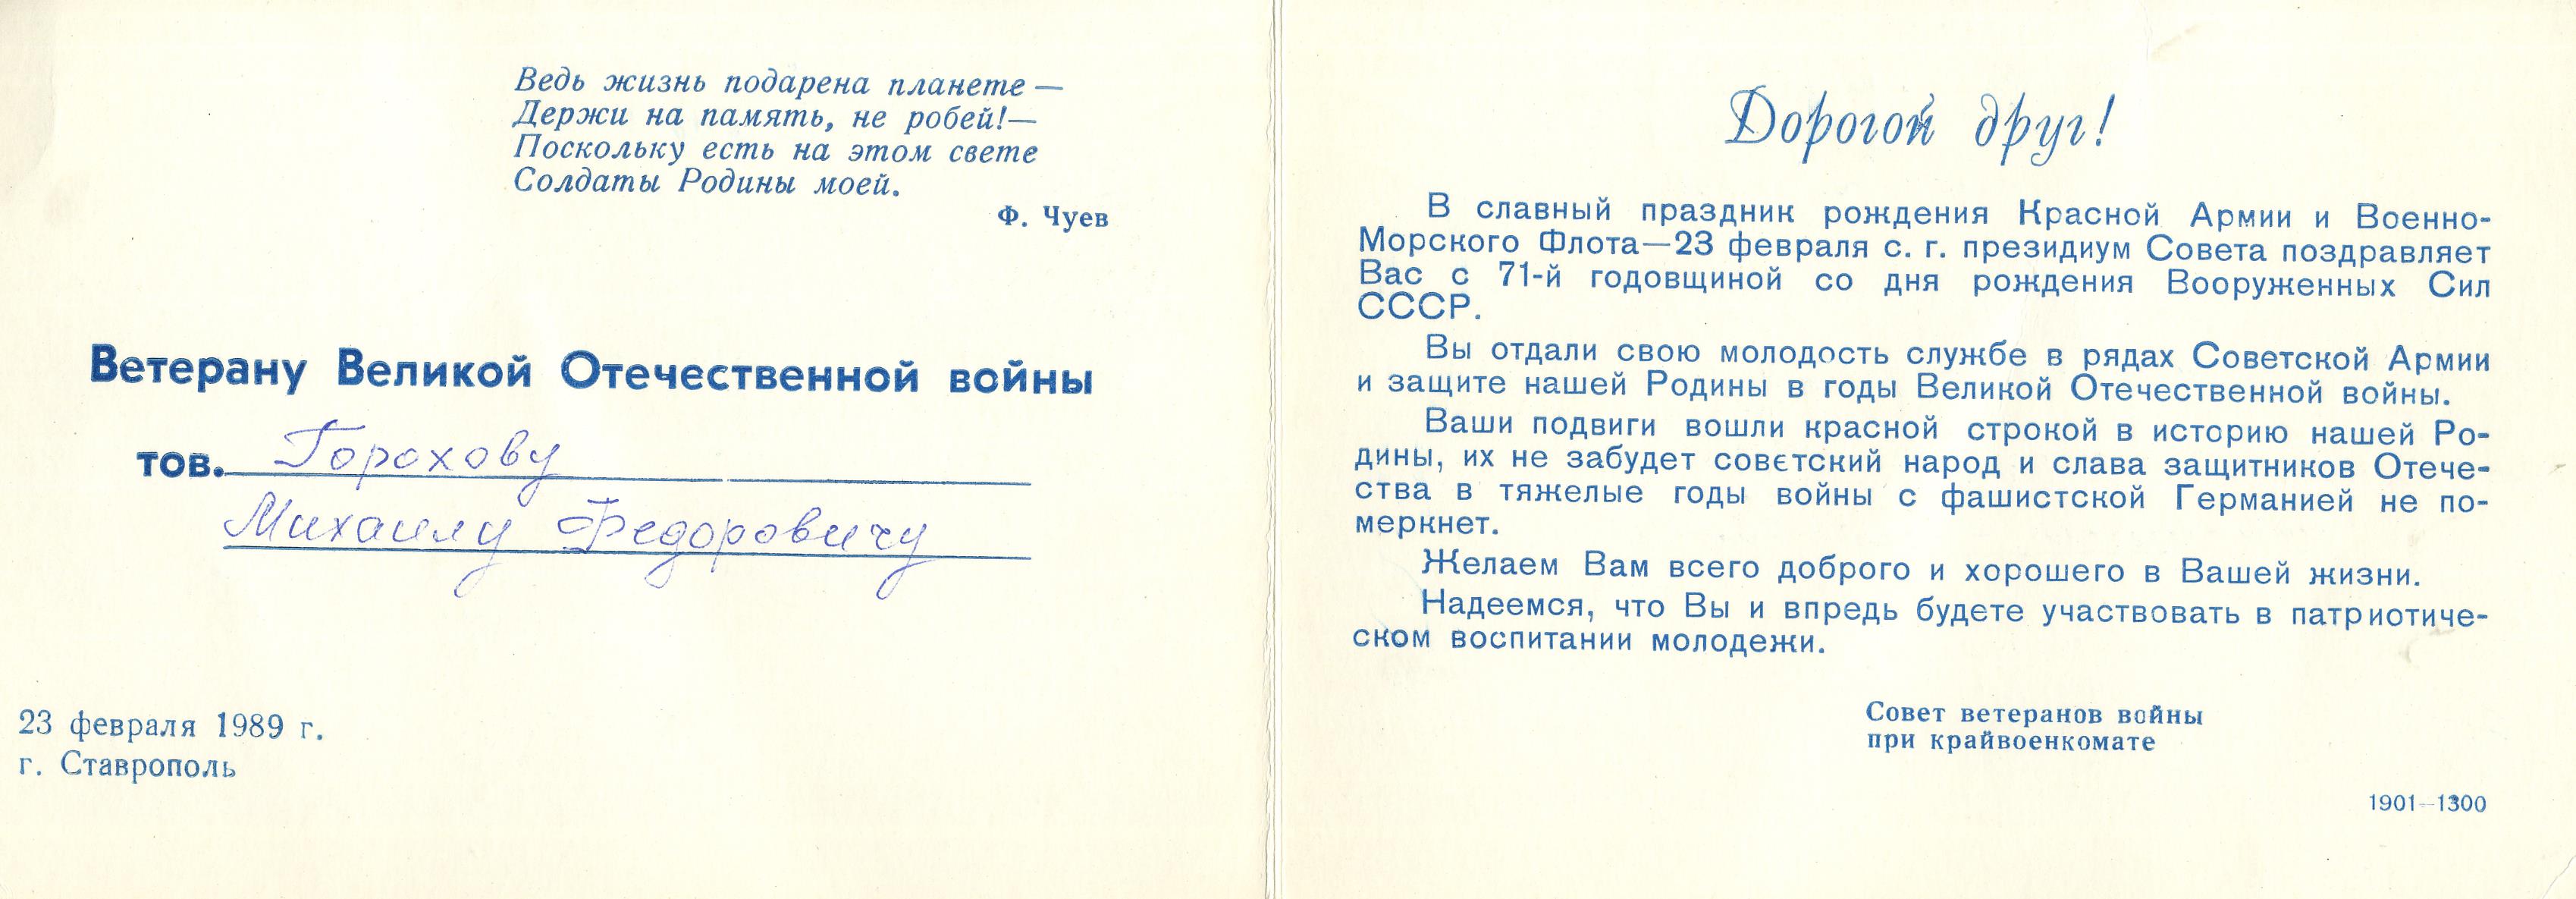 Ведь жизнь подарена планете —
Держи на память, не робей!—
Поскольку есть на этом свете
Солдаты Родины моей.
Ф. Чуев
Ветерану Великой Отечественной войны
тов. Горохову
Михаилу Федоровичу
23 февраля 1989 г.
г. Ставрополь
Дорогой друг!
В славный праздник рождения Красной Армии и Военно-
Морского Флота—23 февраля с. г. президиум Совета поздравляет
Вас с 71-й годовщиной со дня рождения Вооруженных Сил
СССР.
Вы отдали свою молодость службе в рядах Советской Армии
и защите нашей Родины в годы Великой Отечественной войны.
Ваши подвиги вошли красной строкой в историю нашей Ро-
дины, их не забудет советский народ и слава защитников Отече-
ства в тяжелые годы войны с фашистской Германией не по-
меркнет.
Желаем Вам всего доброго и хорошего в Вашей жизни.
Надеемся, что Вы и впредь будете участвовать в патриотиче-
ском воспитании молодежи.
Совет ветеранов войны
при крайвоенкомате
1901—1300